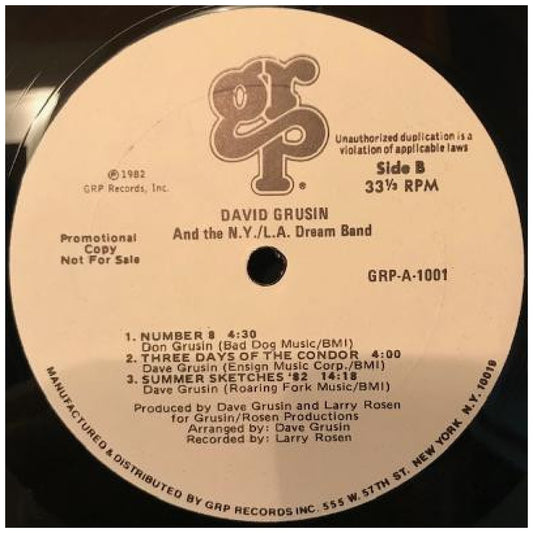 grp
®
Unauthorized duplication is a
violation of applicable laws
Side B
33⅓ RPM
℗ 1982
GRP Records, Inc.
DAVID GRUSIN
And the N.Y./L.A. Dream Band
Promotional
Copy
Not For Sale
GRP-A-1001
1. NUMBER 8 4:30
Don Grusin (Bad Dog Music/BMI)
2. THREE DAYS OF THE CONDOR 4:00
Dave Grusin (Ensign Music Corp./BMI)
3. SUMMER SKETCHES '82 14:18
Dave Grusin (Roaring Fork Music/BMI)
Produced by Dave Grusin and Larry Rosen
for Grusin/Rosen Productions
Arranged by: Dave Grusin
Recorded by: Larry Rosen
MANUFACTURED & DISTRIBUTED BY GRP RECORDS INC. 555 W. 57TH ST. NEW YORK N.Y. 10019